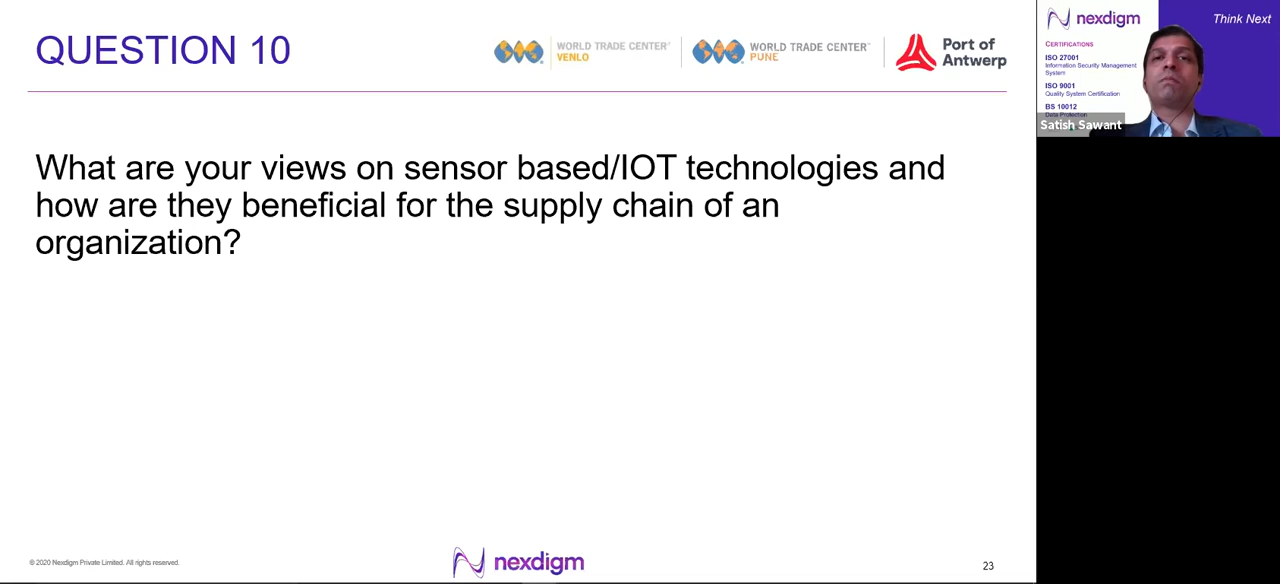 QUESTION 10
WORLD TRADE CENTER
VENLO
WORLD TRADE CENTER
PUNE
Port of
Antwerp
What are your views on sensor based/IOT technologies and
how are they beneficial for the supply chain of an
organization?
© 2020 Nexdigm Private Limited. All rights reserved.
nexdigm
23
nexdigm
Think Next
CERTIFICATIONS
ISO 27001
Information Security Management
System
ISO 9001
Quality System Certification
BS 10012
Data Protection
Satish Sawant